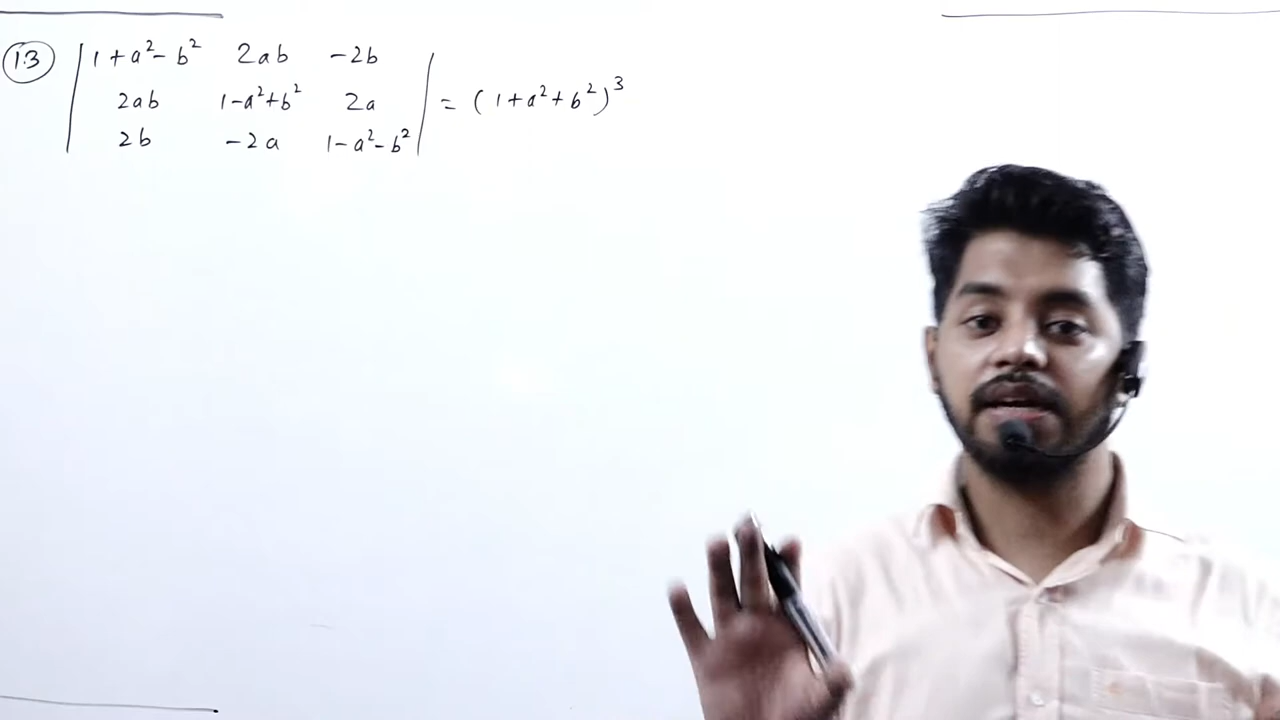 13 | 1+a²-b² 2ab -2b |
| 2ab 1-a²+b² 2a | = (1+a²+b²)³
| 2b -2a 1-a²-b² |